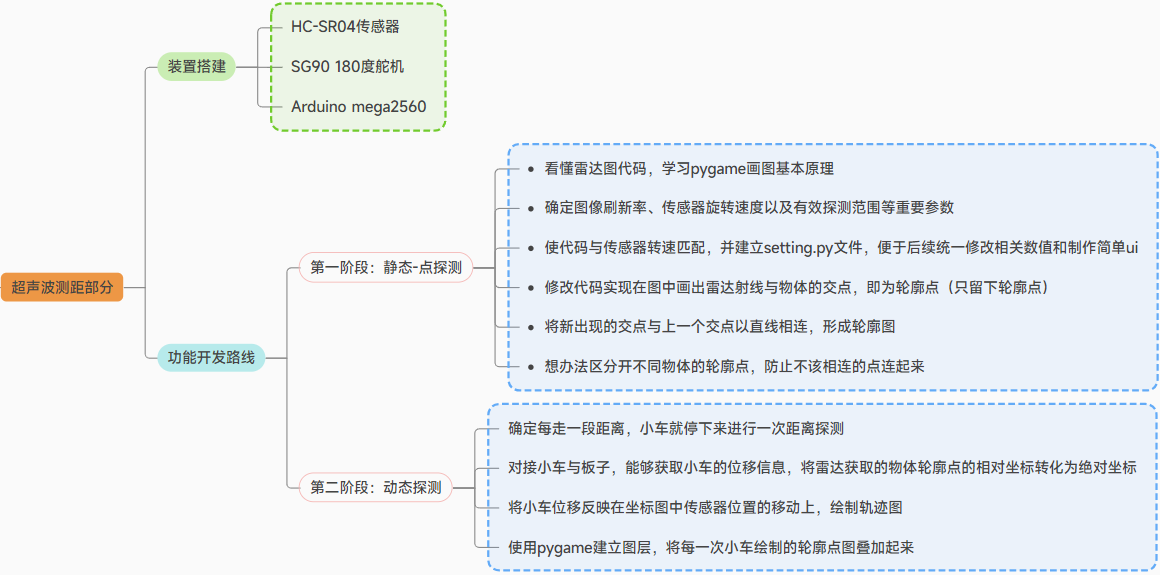 超声波测距部分
装置搭建
HC-SR04传感器
SG90 180度舵机
Arduino mega2560
功能开发路线
第一阶段：静态-点探测
看懂雷达图代码，学习pygame画图基本原理
确定图像刷新率、传感器旋转速度以及有效探测范围等重要参数
使代码与传感器转速匹配，并建立setting.py文件，便于后续统一修改相关数值和制作简单ui
修改代码实现在图中画出雷达射线与物体的交点，即为轮廓点（只留下轮廓点）
将新出现的交点与上一个交点以直线相连，形成轮廓图
想办法区分开不同物体的轮廓点，防止不该相连的点连起来
第二阶段：动态探测
确定每走一段距离，小车就停下来进行一次距离探测
对接小车与板子，能够获取小车的位移信息，将雷达获取的物体轮廓点的相对坐标转化为绝对坐标
将小车位移反映在坐标图中传感器位置的移动上，绘制轨迹图
使用pygame建立图层，将每一次小车绘制的轮廓点图叠加起来